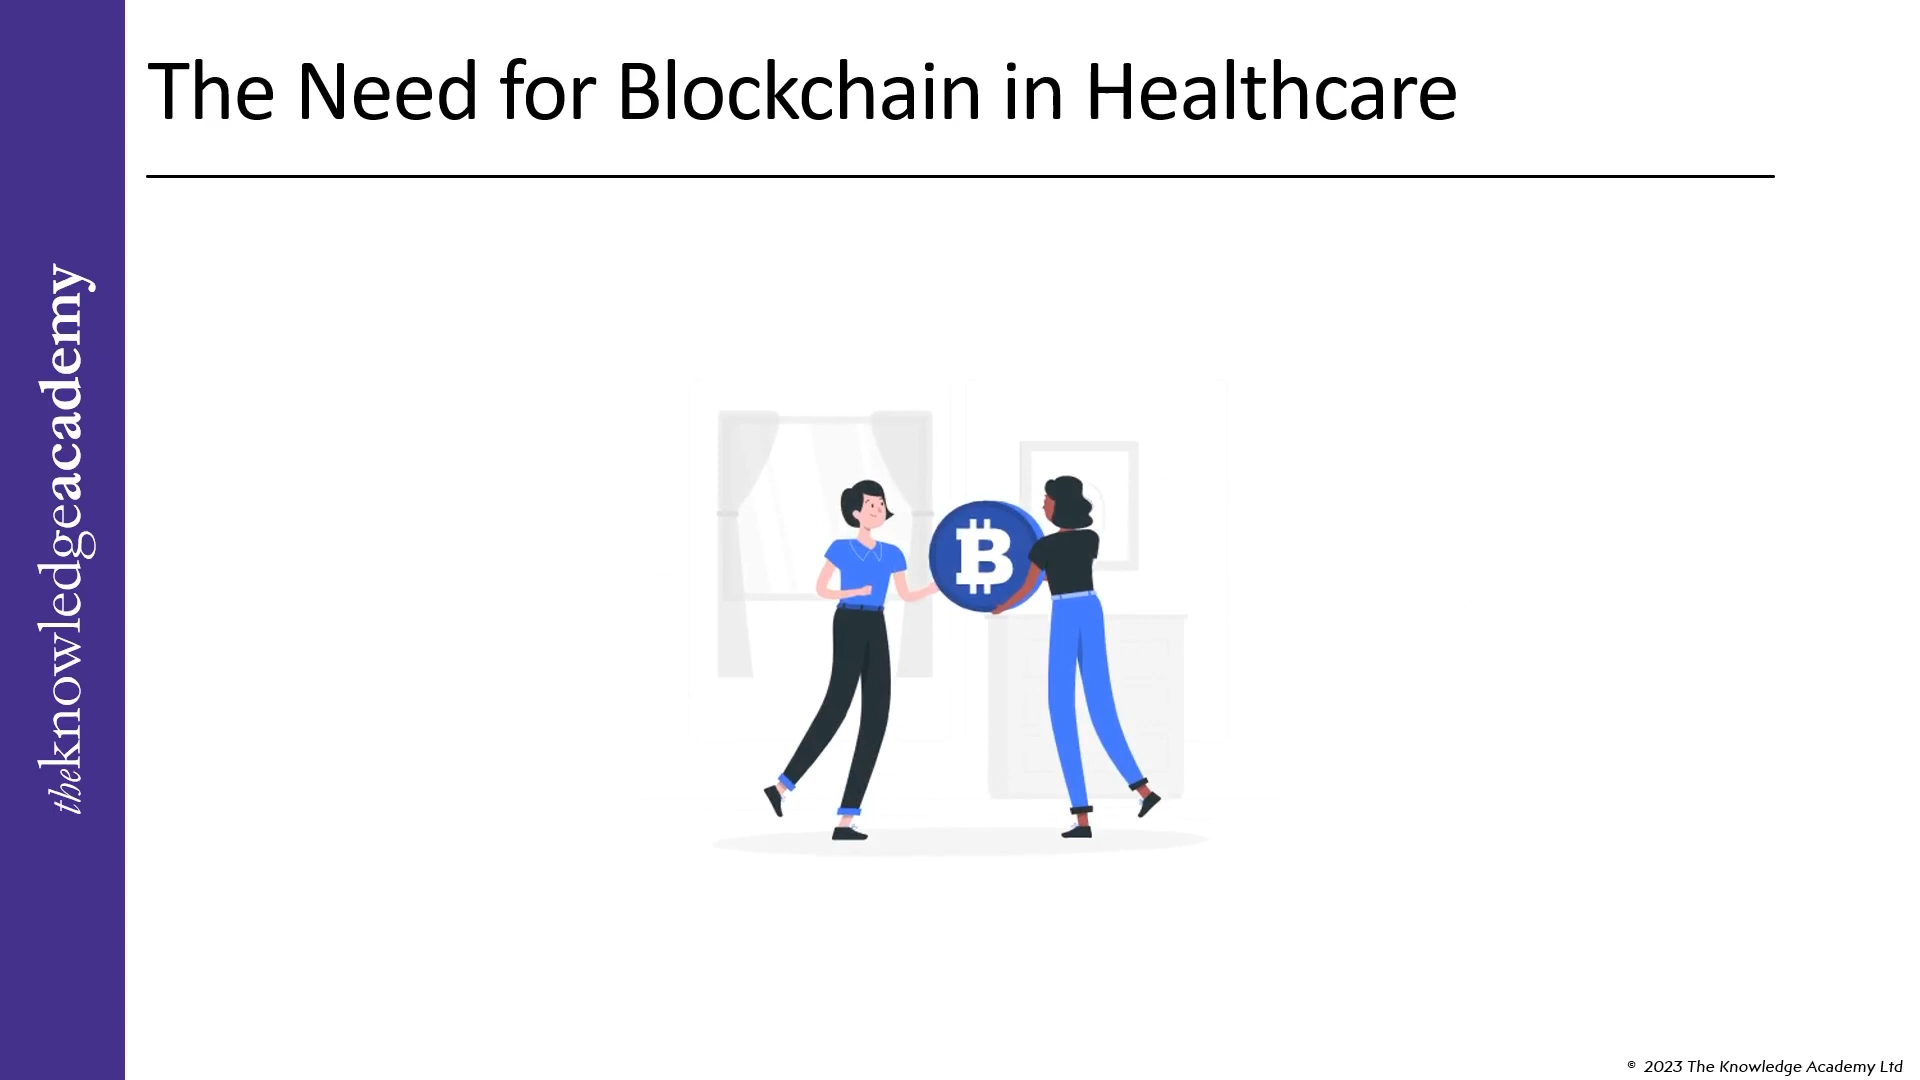 The Need for Blockchain in Healthcare
theknowledgeacademy
© 2023 The Knowledge Academy Ltd